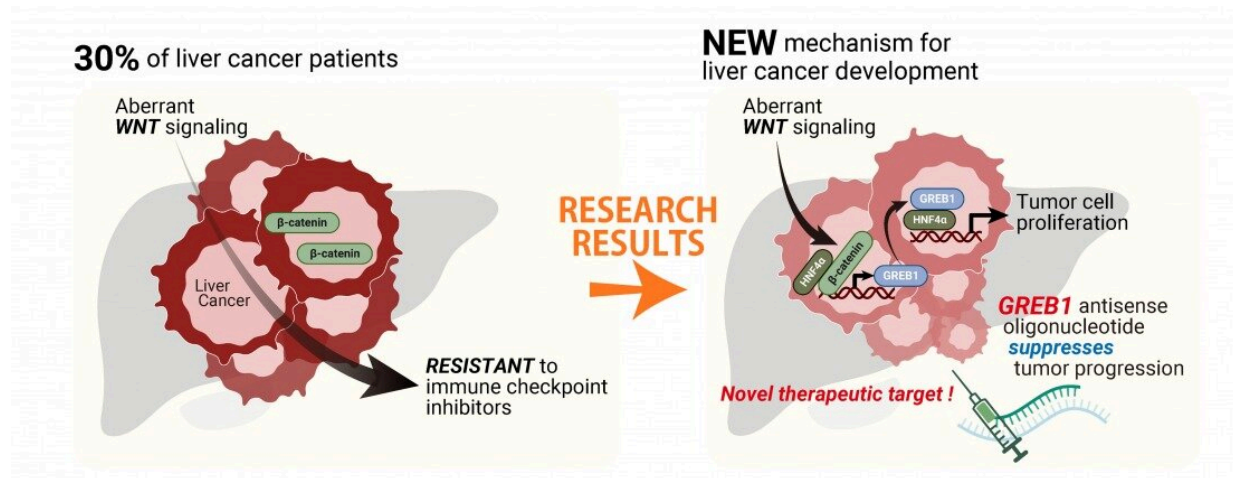 30% of liver cancer patients
Aberrant
WNT signaling
β-catenin
β-catenin
Liver
Cancer
RESISTANT to
immune checkpoint
inhibitors
RESEARCH
RESULTS
NEW mechanism for
liver cancer development
Aberrant
WNT signaling
GREB1
HNF4α
Tumor cell
proliferation
HNF4α
β-catenin
GREB1
GREB1 antisense
oligonucleotide
suppresses
tumor progression
Novel therapeutic target !